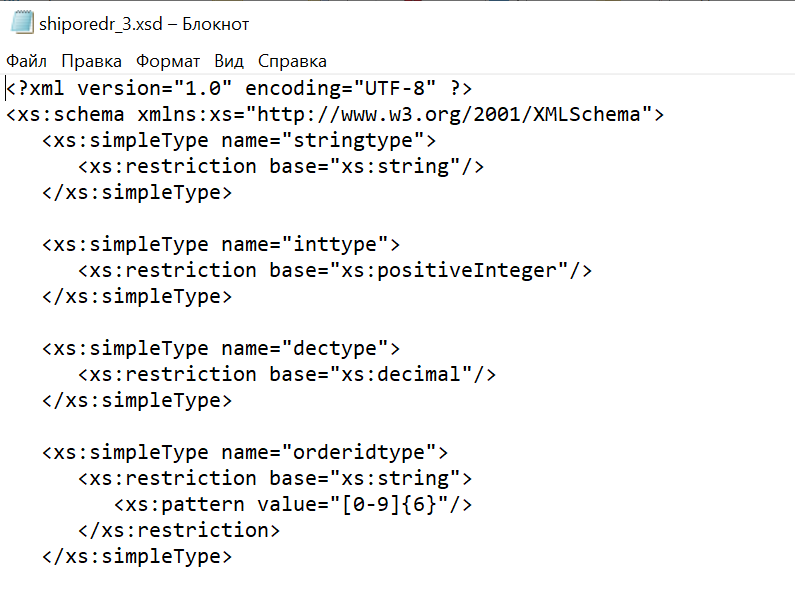 shiporedr_3.xsd – Блокнот
Файл Правка Формат Вид Справка
<?xml version="1.0" encoding="UTF-8" ?>
<xs:schema xmlns:xs="http://www.w3.org/2001/XMLSchema">
   <xs:simpleType name="stringtype">
      <xs:restriction base="xs:string"/>
   </xs:simpleType>

   <xs:simpleType name="inttype">
      <xs:restriction base="xs:positiveInteger"/>
   </xs:simpleType>

   <xs:simpleType name="dectype">
      <xs:restriction base="xs:decimal"/>
   </xs:simpleType>

   <xs:simpleType name="orderidtype">
      <xs:restriction base="xs:string">
         <xs:pattern value="[0-9]{6}"/>
      </xs:restriction>
   </xs:simpleType>